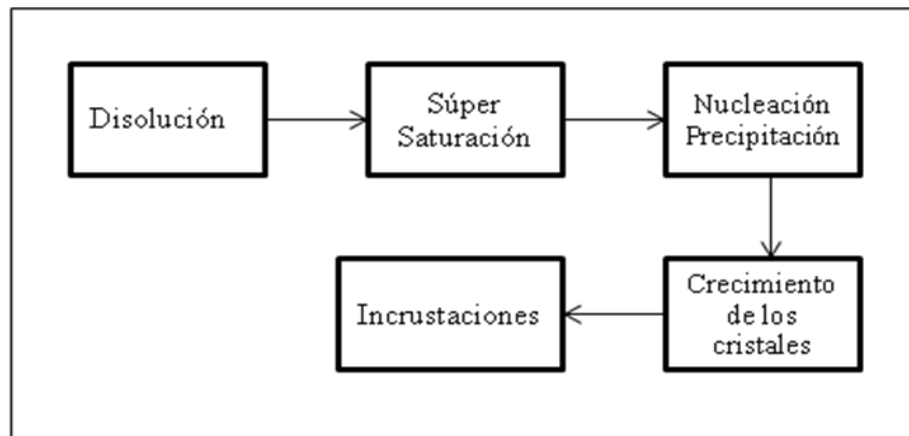 Disolución
Súper
Saturación
Nucleación
Precipitación
Crecimiento
de los
cristales
Incrustaciones